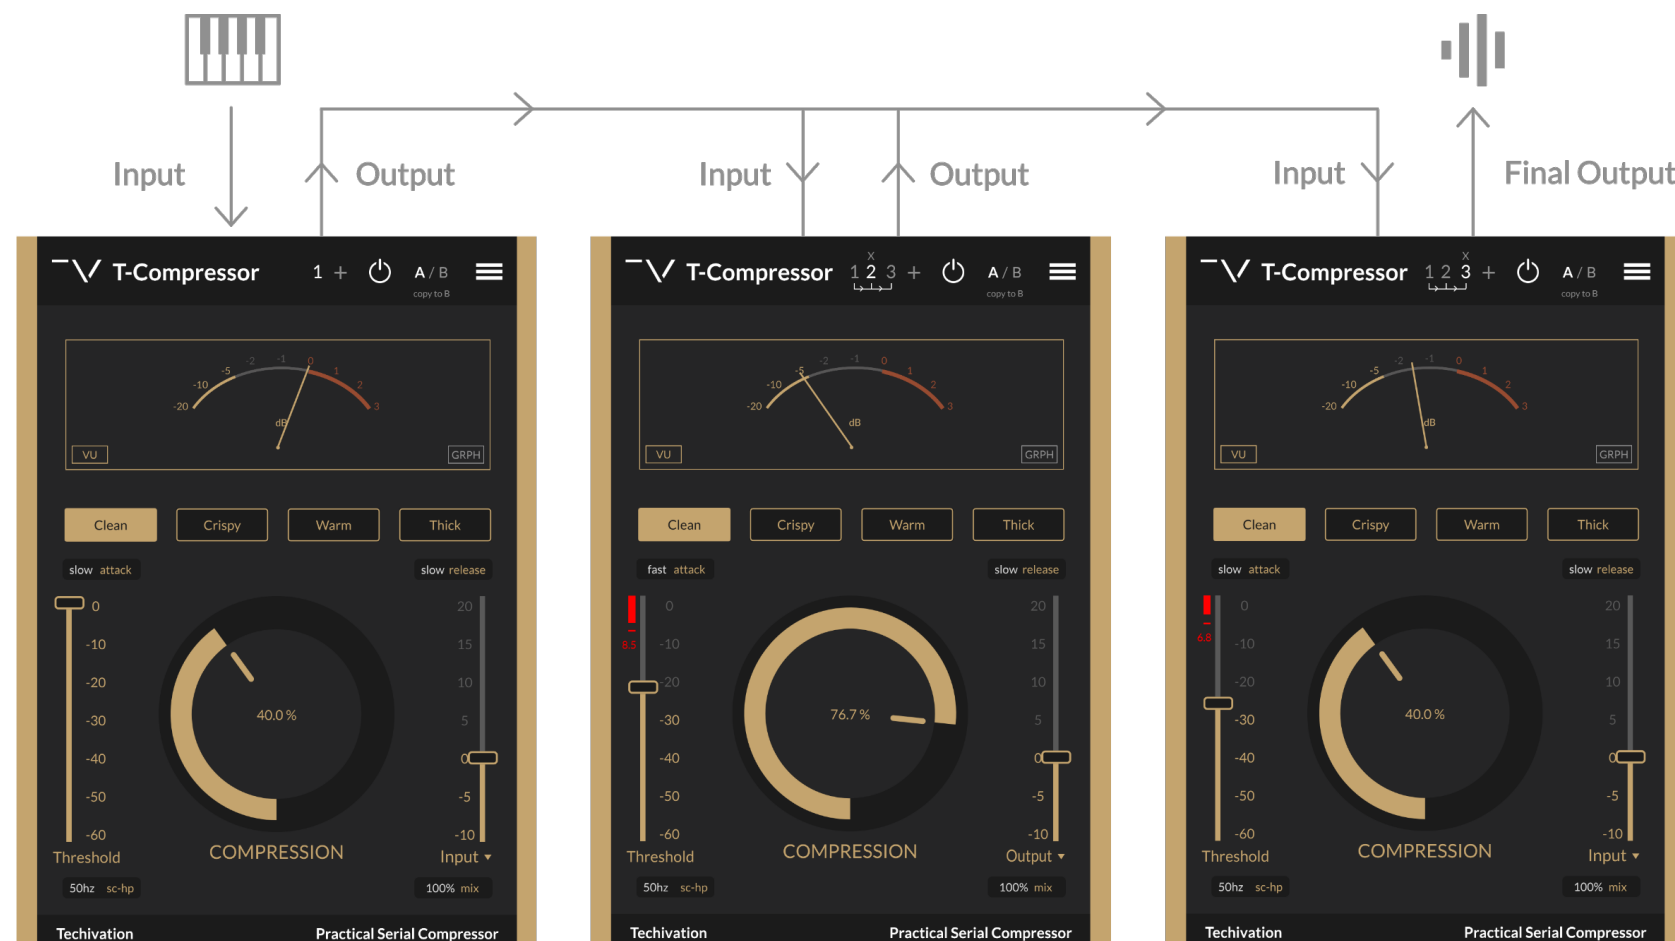 Input
Output
Input
Output
Input
Final Output
T-Compressor
1 +
A / B
copy to B
-20
-10
-5
-2
-1
0
1
2
3
dB
VU
GRPH
Clean
Crispy
Warm
Thick
slow attack
slow release
0
-10
-20
-30
-40
-50
-60
Threshold
40.0 %
COMPRESSION
20
15
10
5
0
-5
-10
Input
50hz sc-hp
100% mix
Techivation
Practical Serial Compressor
T-Compressor
X
1 2 3 +
A / B
copy to B
-20
-10
-5
-2
-1
0
1
2
3
dB
VU
GRPH
Clean
Crispy
Warm
Thick
fast attack
slow release
8.5
0
-10
-20
-30
-40
-50
-60
Threshold
76.7 %
COMPRESSION
20
15
10
5
0
-5
-10
Output
50hz sc-hp
100% mix
Techivation
Practical Serial Compressor
T-Compressor
X
1 2 3 +
A / B
copy to B
-20
-10
-5
-2
-1
0
1
2
3
dB
VU
GRPH
Clean
Crispy
Warm
Thick
slow attack
slow release
6.8
0
-10
-20
-30
-40
-50
-60
Threshold
40.0 %
COMPRESSION
20
15
10
5
0
-5
-10
Input
50hz sc-hp
100% mix
Techivation
Practical Serial Compressor